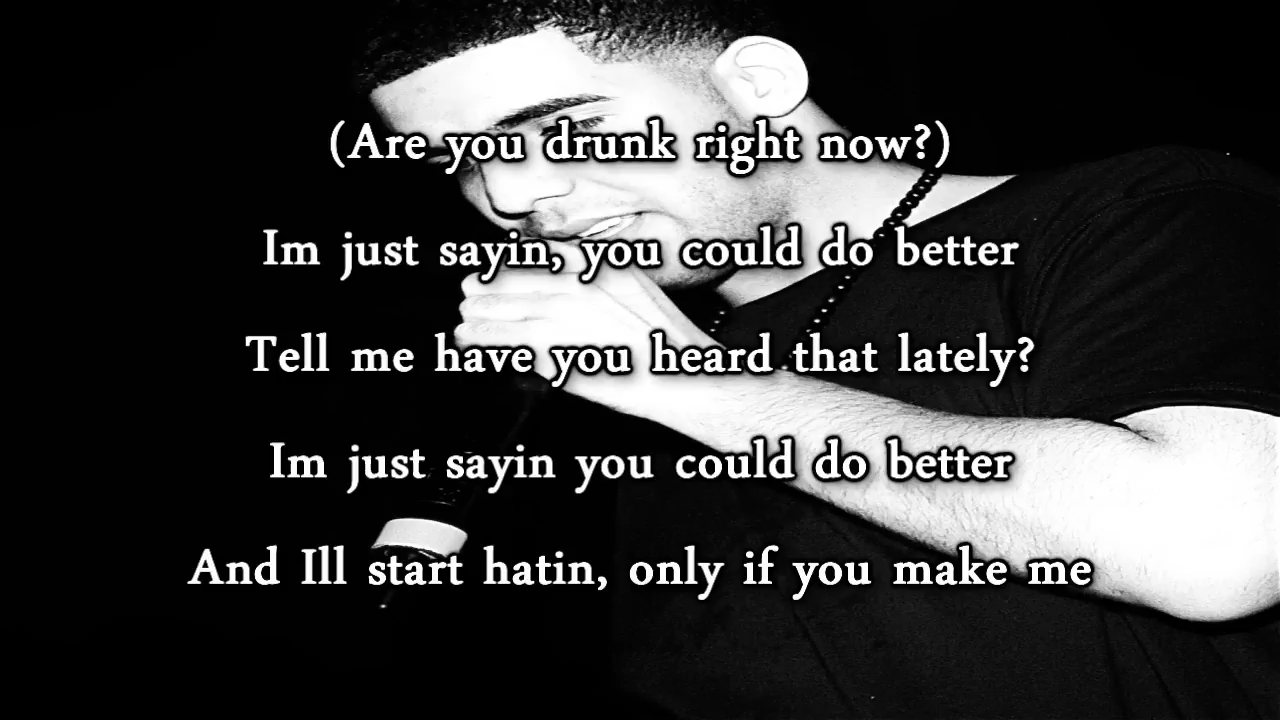 (Are you drunk right now?)
Im just sayin, you could do better
Tell me have you heard that lately?
Im just sayin you could do better
And Ill start hatin, only if you make me